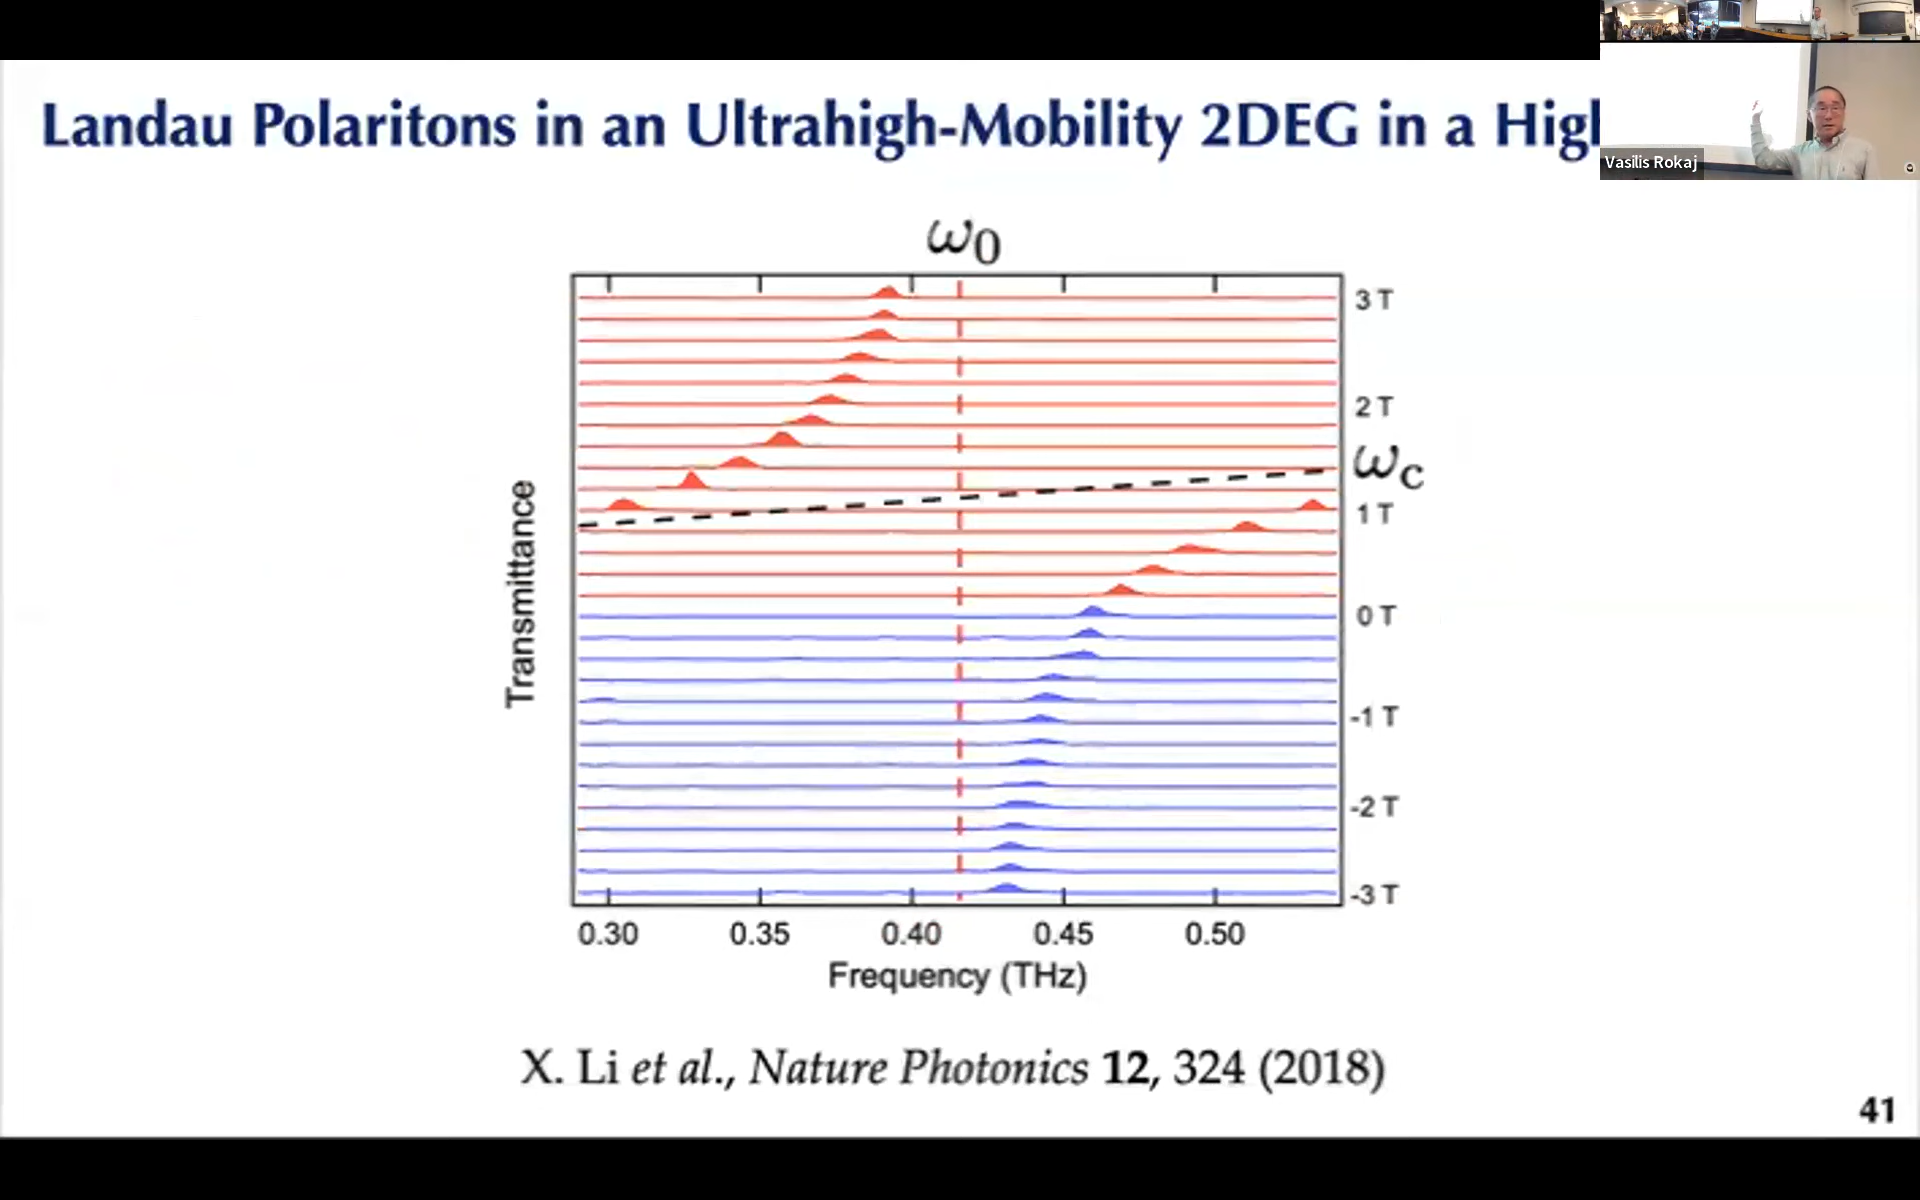 Landau Polaritons in an Ultrahigh-Mobility 2DEG in a High
Vasilis Rokaj
ω0
3 T
2 T
ωc
1 T
0 T
-1 T
-2 T
-3 T
Transmittance
0.30 0.35 0.40 0.45 0.50
Frequency (THz)
X. Li et al., Nature Photonics 12, 324 (2018)
41